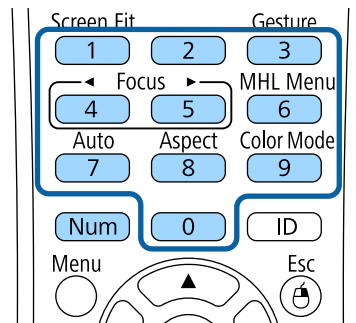 Screen Fit Gesture
1 2 3
◄ Focus ► MHL Menu
4 5 6
Auto Aspect Color Mode
7 8 9
Num 0 ID
Menu Esc